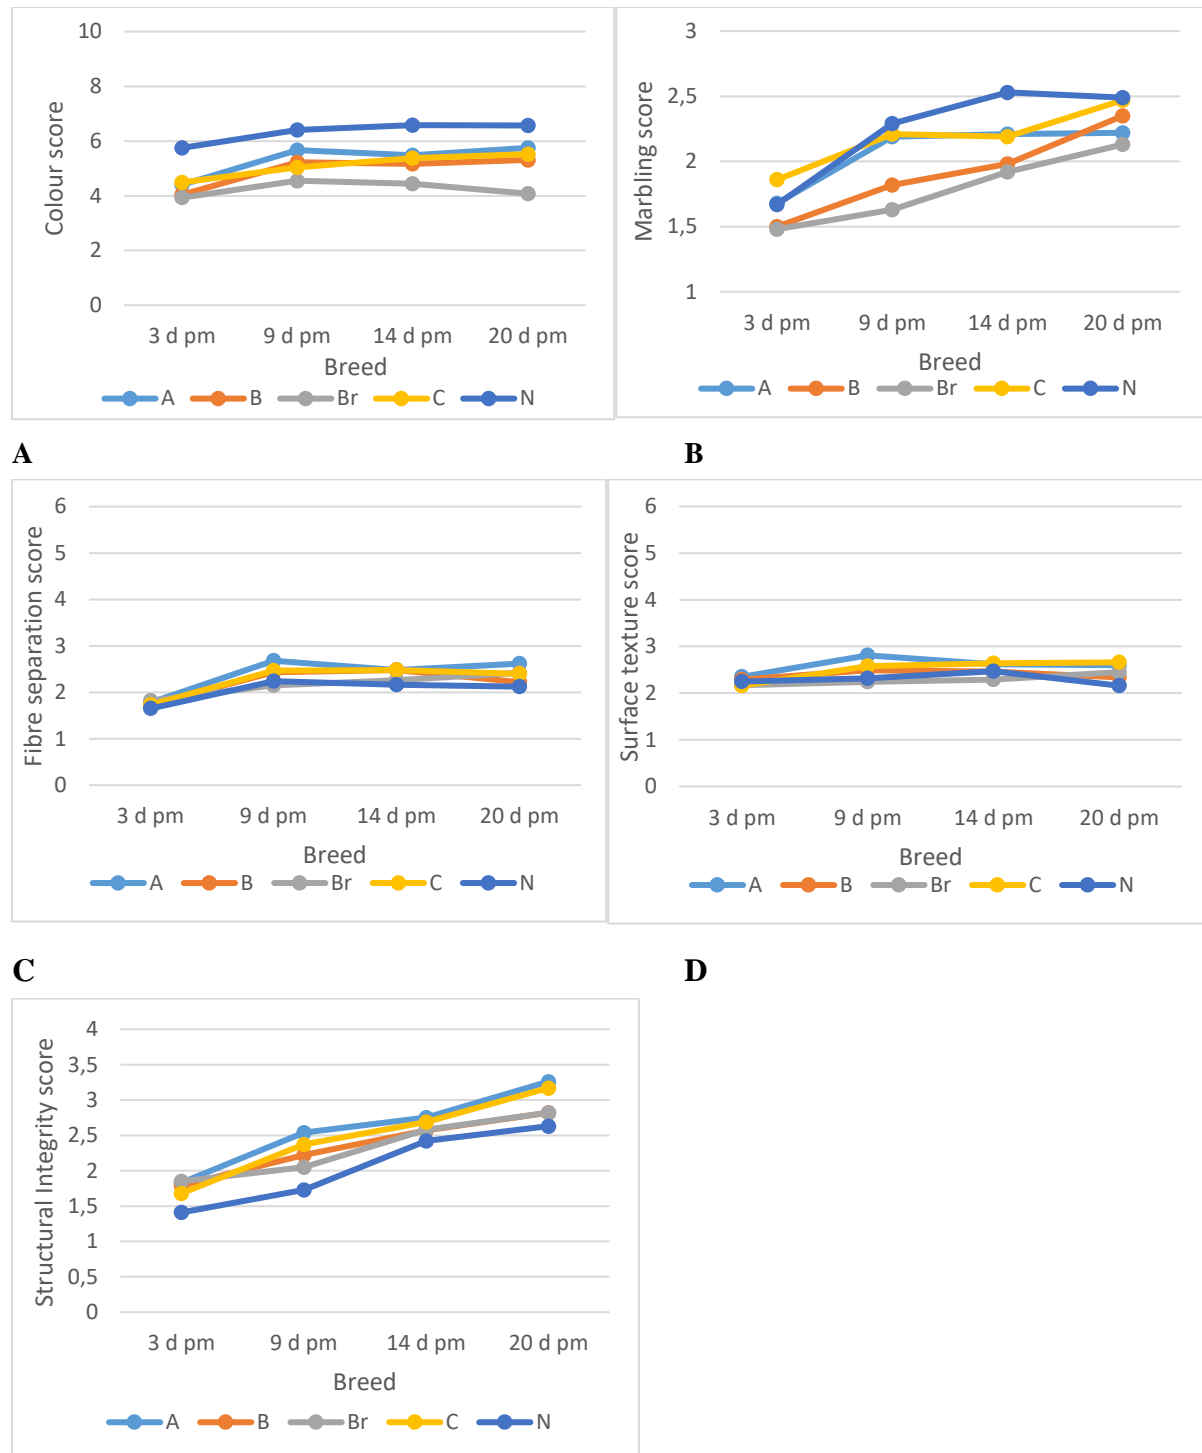 Colour score
10
8
6
4
2
0
3 d pm 9 d pm 14 d pm 20 d pm
Breed
A B Br C N
Marbling score
3
2,5
2
1,5
1
3 d pm 9 d pm 14 d pm 20 d pm
Breed
A B Br C N
A B
Fibre separation score
6
5
4
3
2
1
0
3 d pm 9 d pm 14 d pm 20 d pm
Breed
A B Br C N
Surface texture score
6
5
4
3
2
1
0
3 d pm 9 d pm 14 d pm 20 d pm
Breed
A B Br C N
C D
Structural Integrity score
4
3,5
3
2,5
2
1,5
1
0,5
0
3 d pm 9 d pm 14 d pm 20 d pm
Breed
A B Br C N